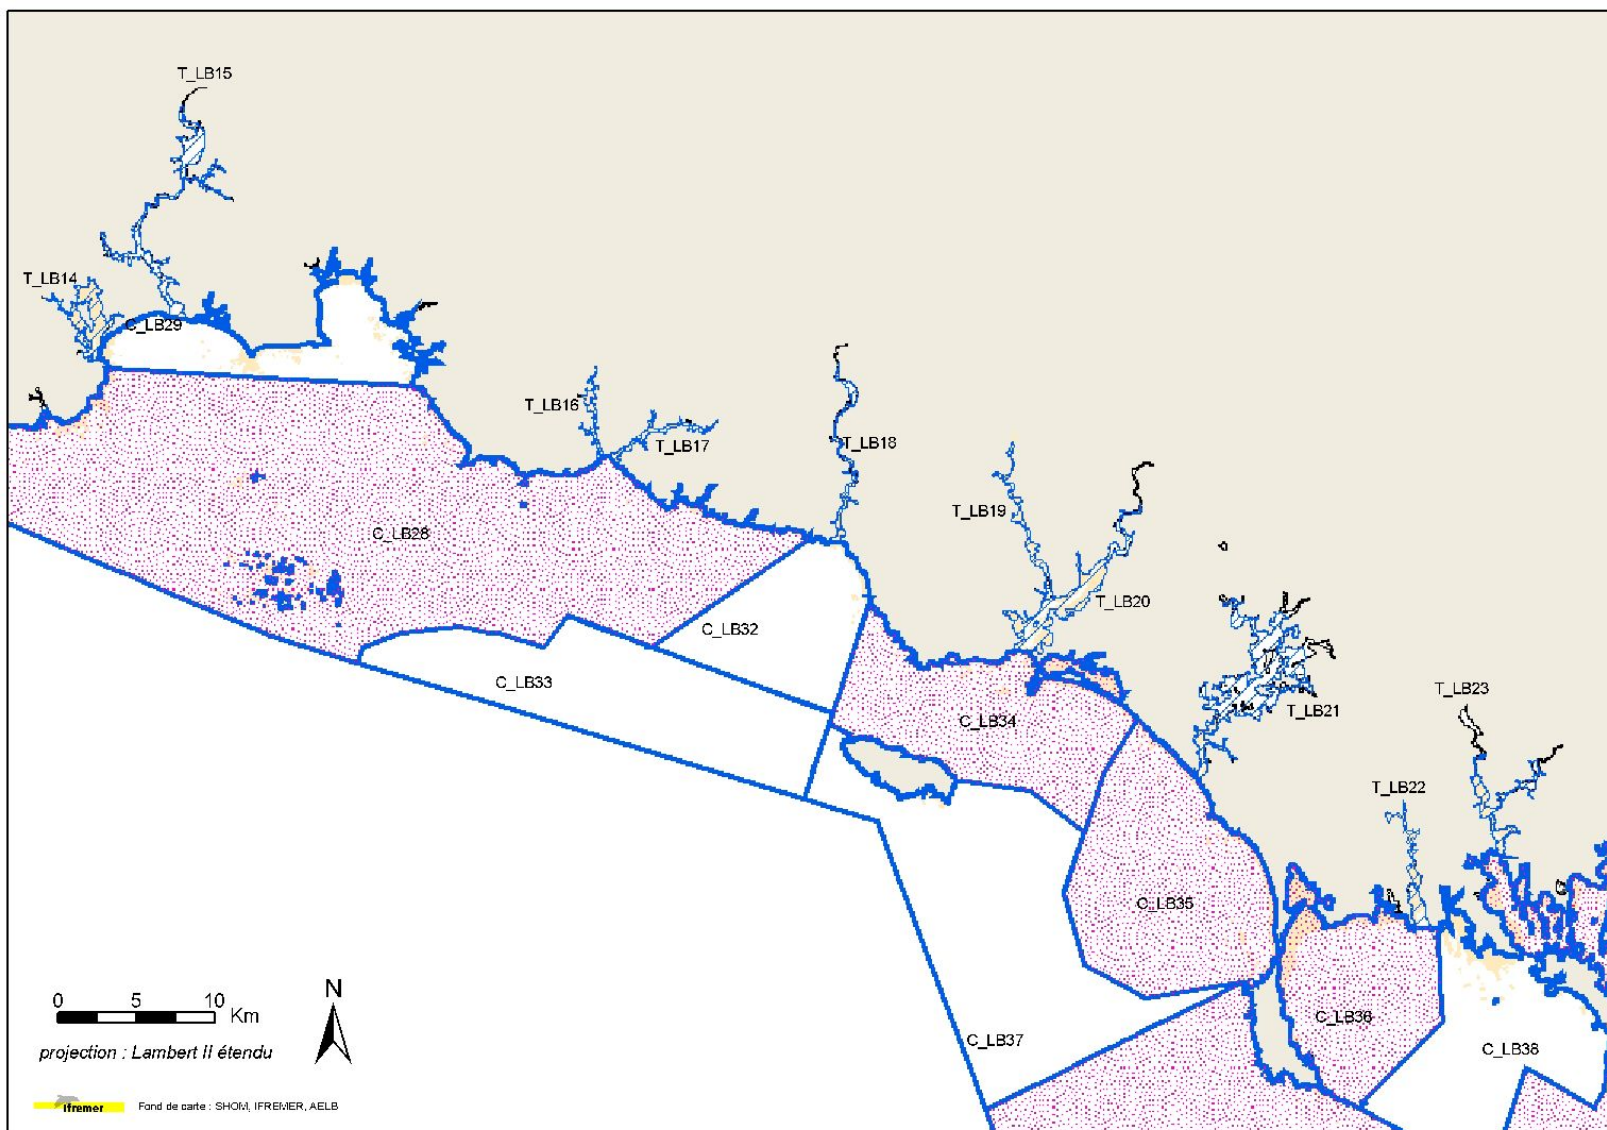 T_LB15
T_LB14
C_LB29
T_LB16
T_LB17
T_LB18
T_LB19
C_LB28
T_LB20
C_LB32
C_LB33
T_LB23
T_LB21
C_LB34
T_LB22
C_LB35
C_LB36
C_LB37
C_LB38
N
0 5 10 Km
projection : Lambert II étendu
Ifremer
Fond de carte : SHOM, IFREMER, AELB